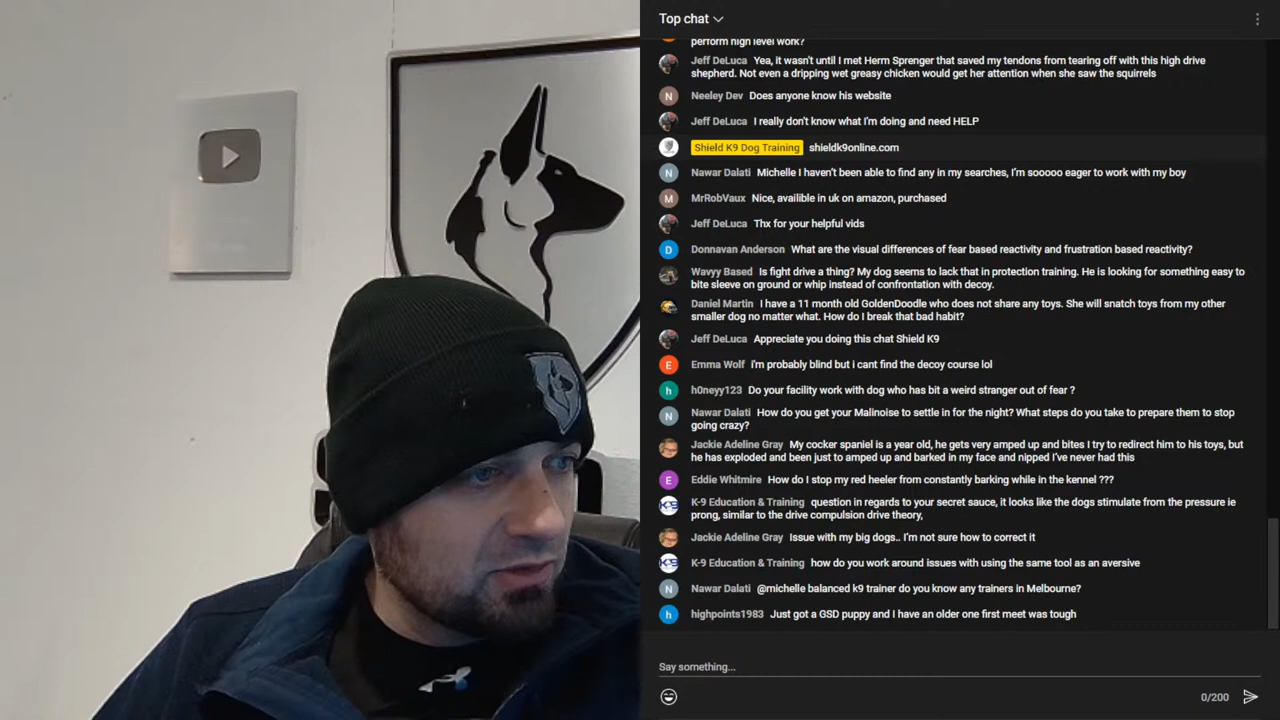 Top chat
perform high level work?
Jeff DeLuca Yea, it wasn't until I met Herm Sprenger that saved my tendons from tearing off with this high drive
shepherd. Not even a dripping wet greasy chicken would get her attention when she saw the squirrels
N Neeley Dev Does anyone know his website
Jeff DeLuca I really don't know what I'm doing and need HELP
Shield K9 Dog Training shieldk9online.com
N Nawar Dalati Michelle I haven't been able to find any in my searches, I'm sooooo eager to work with my boy
M MrRobVaux Nice, availible in uk on amazon, purchased
Jeff DeLuca Thx for your helpful vids
D Donnavan Anderson What are the visual differences of fear based reactivity and frustration based reactivity?
Wavyy Based Is fight drive a thing? My dog seems to lack that in protection training. He is looking for something easy to
bite sleeve on ground or whip instead of confrontation with decoy.
Daniel Martin I have a 11 month old GoldenDoodle who does not share any toys. She will snatch toys from my other
smaller dog no matter what. How do I break that bad habit?
Jeff DeLuca Appreciate you doing this chat Shield K9
E Emma Wolf i'm probably blind but i cant find the decoy course lol
h h0neyy123 Do your facility work with dog who has bit a weird stranger out of fear ?
N Nawar Dalati How do you get your Malinoise to settle in for the night? What steps do you take to prepare them to stop
going crazy?
Jackie Adeline Gray My cocker spaniel is a year old, he gets very amped up and bites I try to redirect him to his toys, but
he has exploded and been just to amped up and barked in my face and nipped I've never had this
E Eddie Whitmire How do I stop my red heeler from constantly barking while in the kennel ???
K-9 K-9 Education & Training question in regards to your secret sauce, it looks like the dogs stimulate from the pressure ie
prong, similar to the drive compulsion drive theory,
Jackie Adeline Gray Issue with my big dogs.. I'm not sure how to correct it
K-9 K-9 Education & Training how do you work around issues with using the same tool as an aversive
N Nawar Dalati @michelle balanced k9 trainer do you know any trainers in Melbourne?
h highpoints1983 Just got a GSD puppy and I have an older one first meet was tough
Say something...
0/200